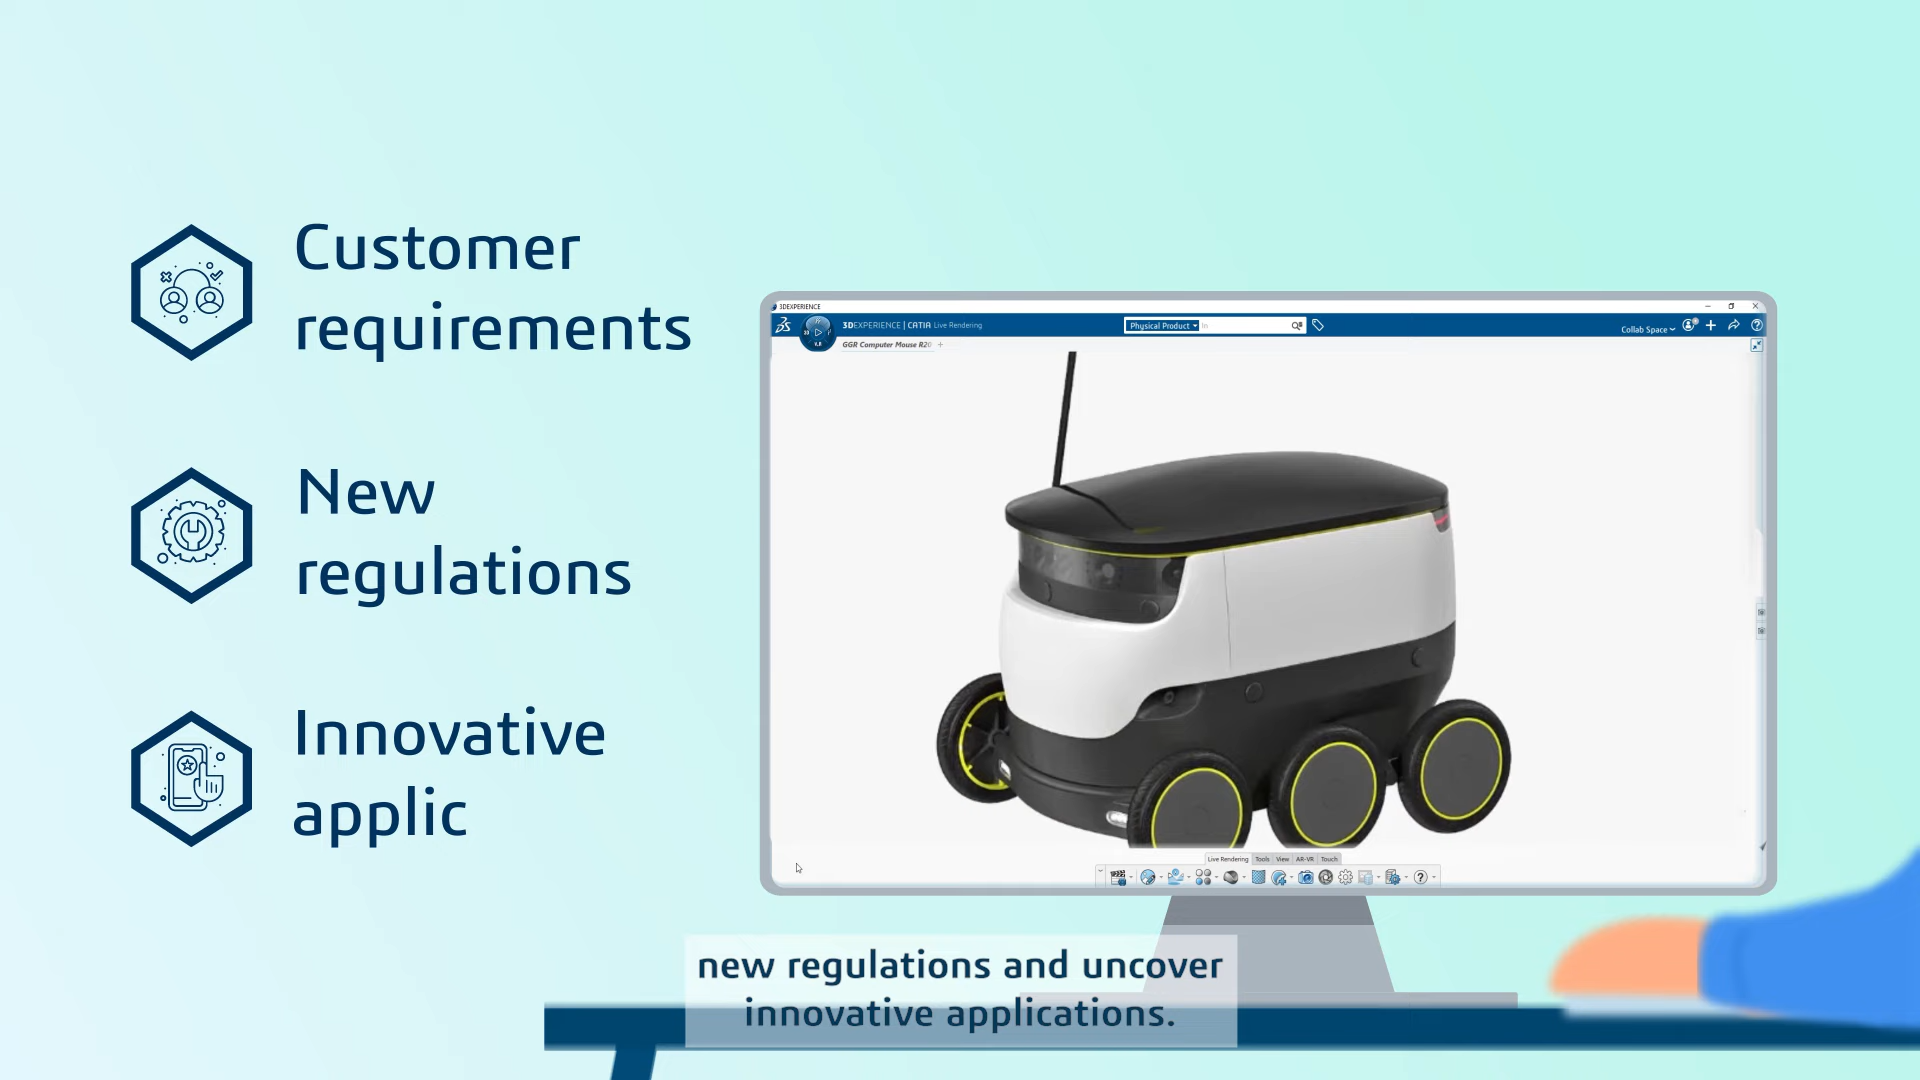 Customer
requirements
New
regulations
Innovative
applic
3DEXPERIENCE
3DEXPERIENCE | CATIA Live Rendering
Physical Product
Collab Space
GGR Computer Mouse R20
Live Rendering Tools View AR-VR Touch
new regulations and uncover
innovative applications.